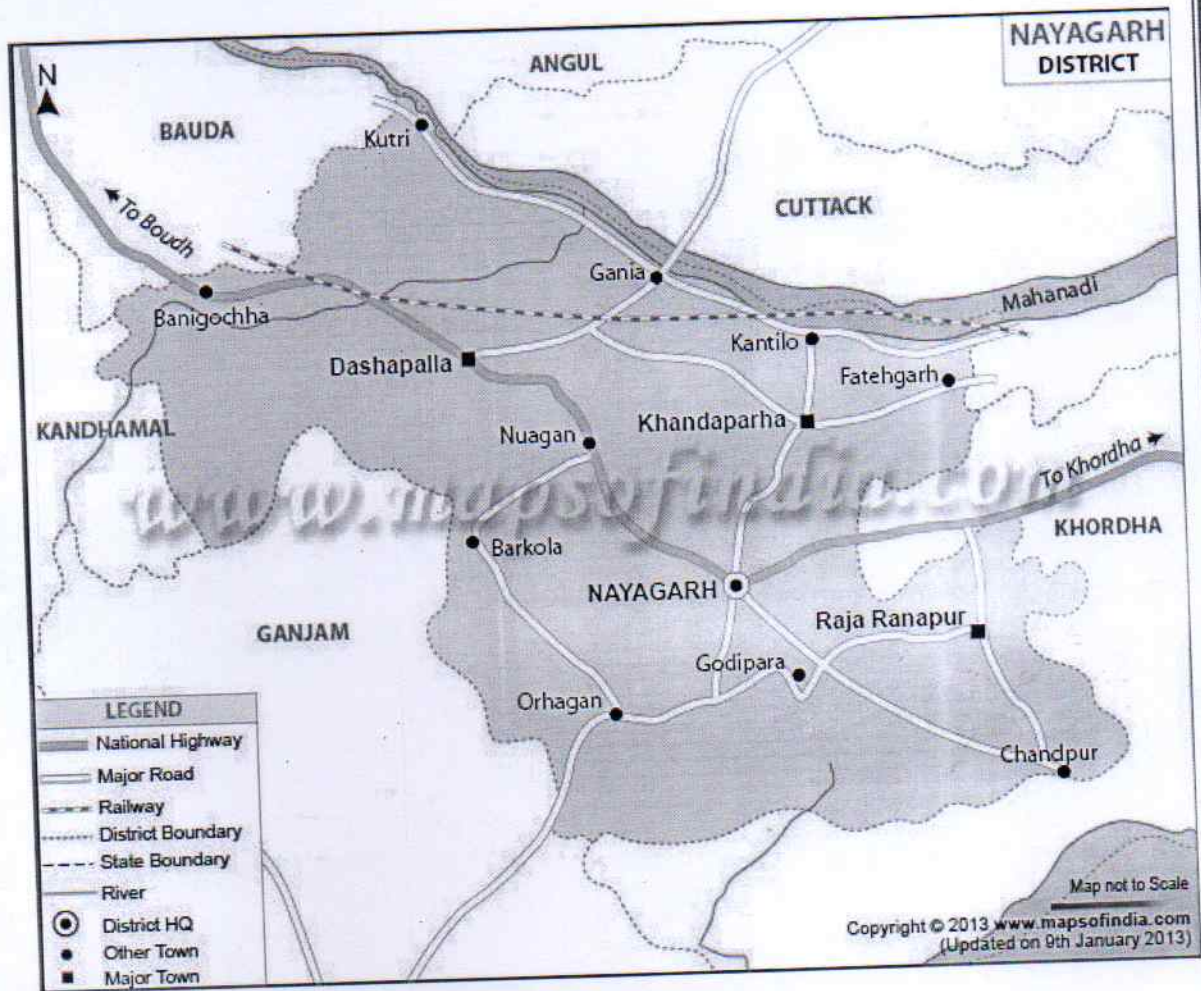 NAYAGARH
DISTRICT
N
ANGUL
BAUDA
Kutri
CUTTACK
To Boudh
Gania
Mahanadi
Banigochha
Kantilo
Dashapalla
Fatehgarh
KANDHAMAL
Khandaparha
Nuagan
To Khordha
www.mapsofindia.com
KHORDHA
Barkola
NAYAGARH
Raja Ranapur
GANJAM
Godipara
Orhagan
Chandpur
LEGEND
National Highway
Major Road
Railway
District Boundary
State Boundary
River
District HQ
Other Town
Major Town
Map not to Scale
Copyright © 2013 www.mapsofindia.com
(Updated on 9th January 2013)